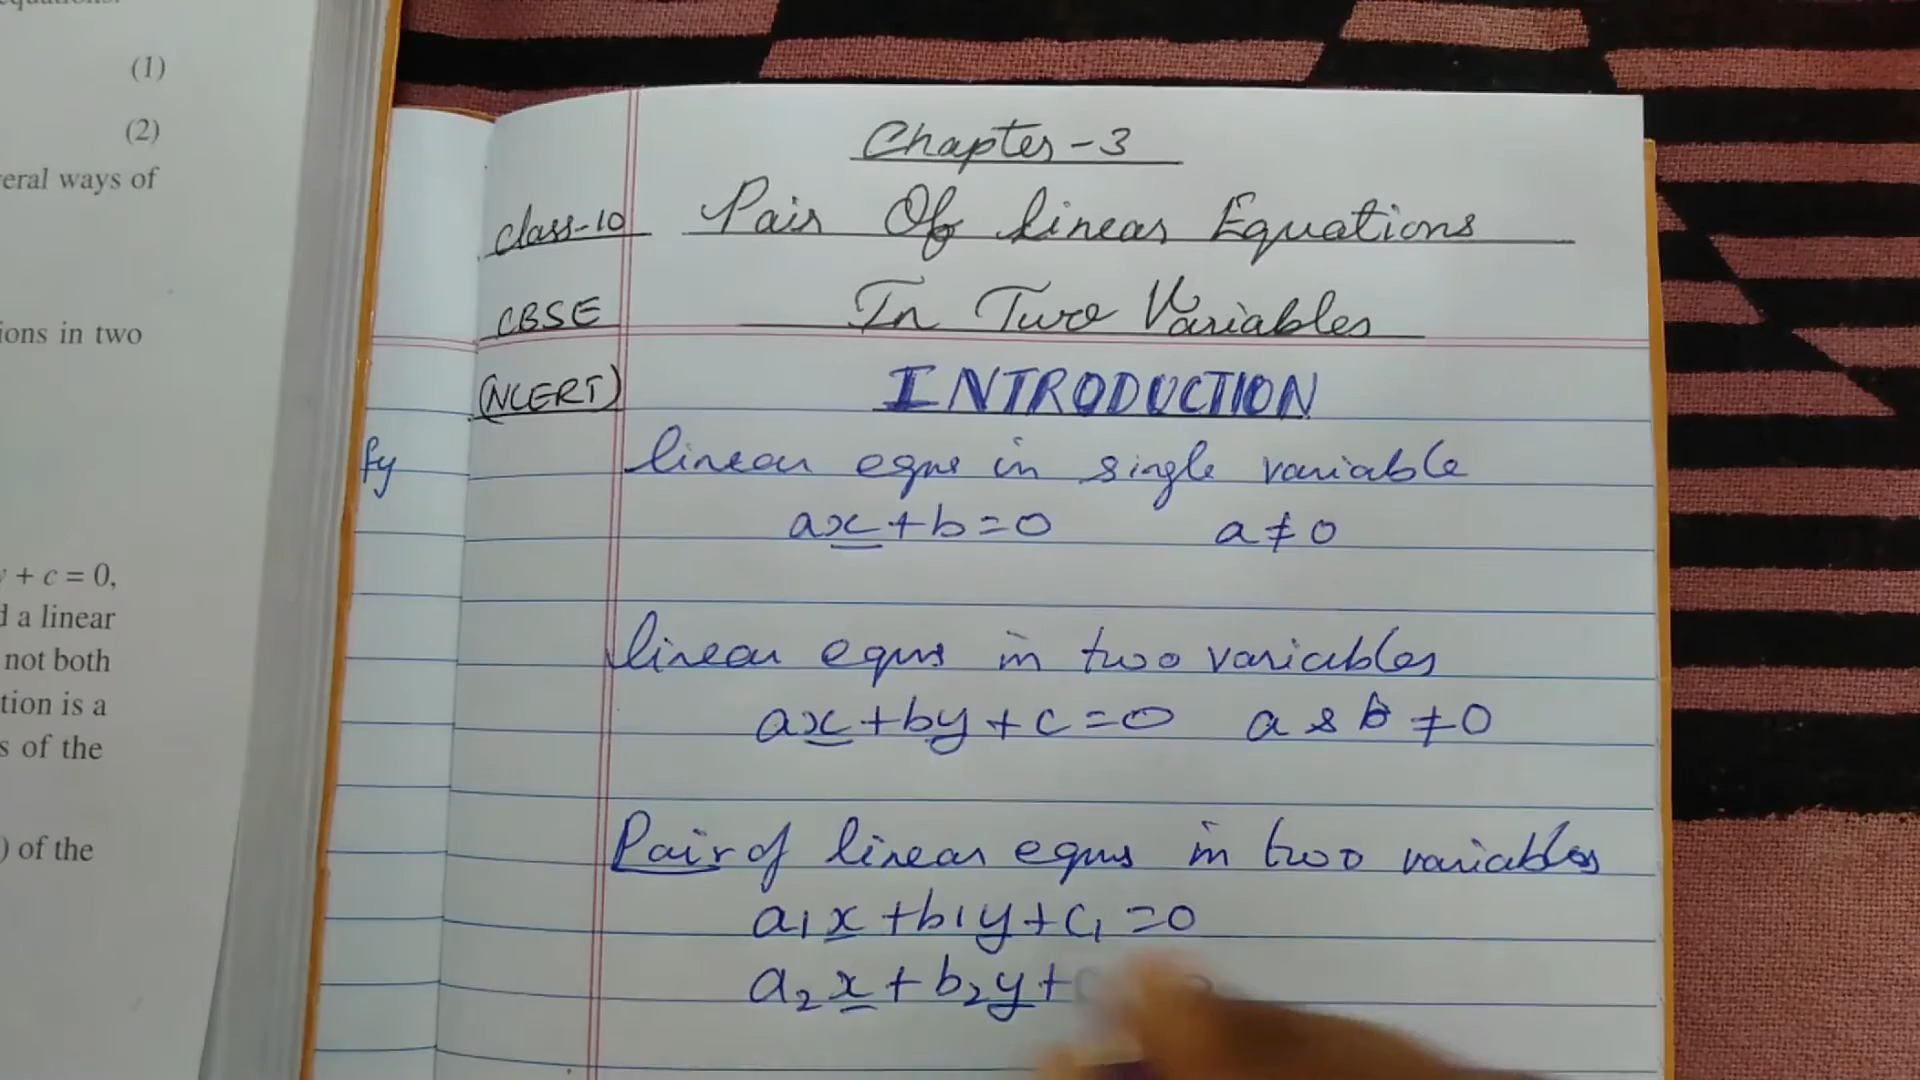 (1)
(2)
ways of
in two
+ c = 0,
a linear
not both
is a
of the
) of the
Chapter-3
Class-10 Pair Of Linear Equations
CBSE In Two Variables
(NCERT) INTRODUCTION
fy
linear eqns in single variable
ax+b=0 a≠0
linear eqns in two variables
ax+by+c=0 a & b ≠0
Pair of linear eqns in two variables
a₁x+b₁y+c₁=0
a₂x+b₂y+